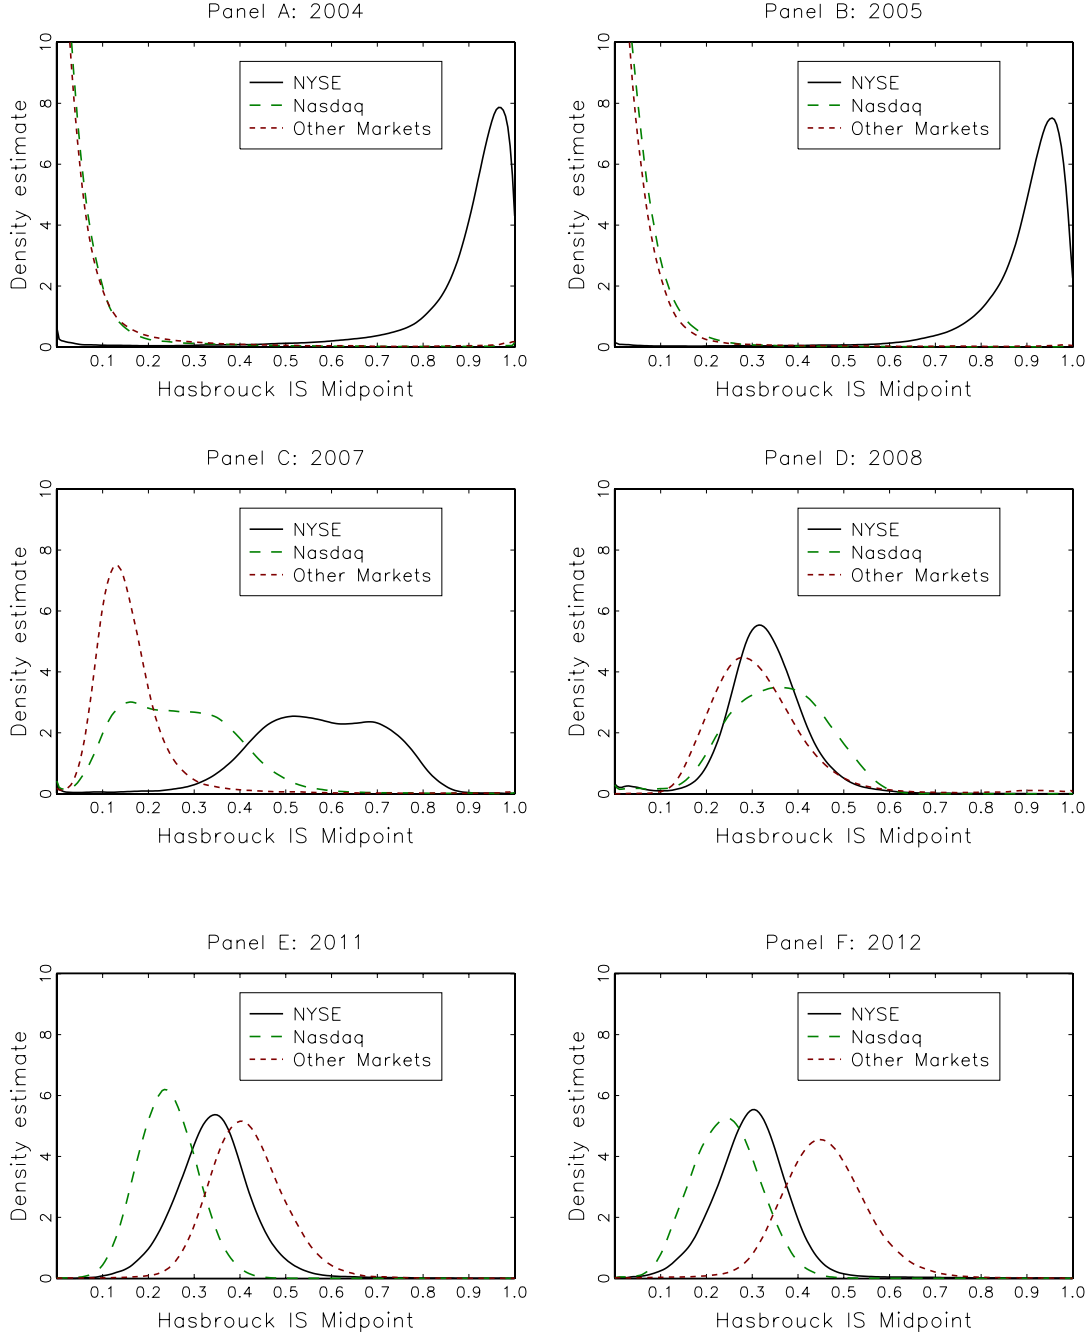 Panel A: 2004
Density estimate
0 2 4 6 8 10
NYSE
Nasdaq
Other Markets
0.1 0.2 0.3 0.4 0.5 0.6 0.7 0.8 0.9 1.0
Hasbrouck IS Midpoint
Panel B: 2005
Density estimate
0 2 4 6 8 10
NYSE
Nasdaq
Other Markets
0.1 0.2 0.3 0.4 0.5 0.6 0.7 0.8 0.9 1.0
Hasbrouck IS Midpoint
Panel C: 2007
Density estimate
0 2 4 6 8 10
NYSE
Nasdaq
Other Markets
0.1 0.2 0.3 0.4 0.5 0.6 0.7 0.8 0.9 1.0
Hasbrouck IS Midpoint
Panel D: 2008
Density estimate
0 2 4 6 8 10
NYSE
Nasdaq
Other Markets
0.1 0.2 0.3 0.4 0.5 0.6 0.7 0.8 0.9 1.0
Hasbrouck IS Midpoint
Panel E: 2011
Density estimate
0 2 4 6 8 10
NYSE
Nasdaq
Other Markets
0.1 0.2 0.3 0.4 0.5 0.6 0.7 0.8 0.9 1.0
Hasbrouck IS Midpoint
Panel F: 2012
Density estimate
0 2 4 6 8 10
NYSE
Nasdaq
Other Markets
0.1 0.2 0.3 0.4 0.5 0.6 0.7 0.8 0.9 1.0
Hasbrouck IS Midpoint